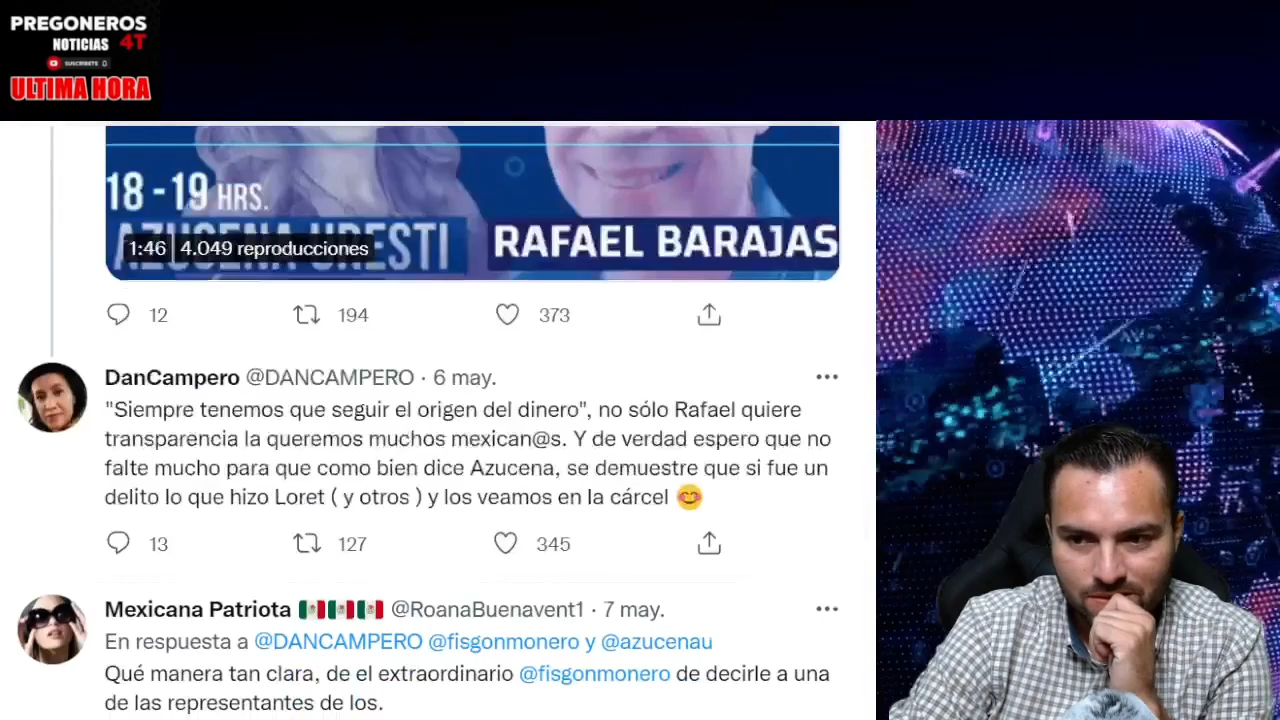 PREGONEROS
NOTICIAS 4T
SUSCRIBETE
ULTIMA HORA
18 - 19 HRS.
AZUCENA URESTI
1:46 | 4.049 reproducciones
RAFAEL BARAJAS
12 194 373
DanCampero @DANCAMPERO · 6 may.
"Siempre tenemos que seguir el origen del dinero", no sólo Rafael quiere
transparencia la queremos muchos mexican@s. Y de verdad espero que no
falte mucho para que como bien dice Azucena, se demuestre que si fue un
delito lo que hizo Loret ( y otros ) y los veamos en la cárcel
13 127 345
Mexicana Patriota @RoanaBuenavent1 · 7 may.
En respuesta a @DANCAMPERO @fisgonmonero y @azucenau
Qué manera tan clara, de el extraordinario @fisgonmonero de decirle a una
de las representantes de los.